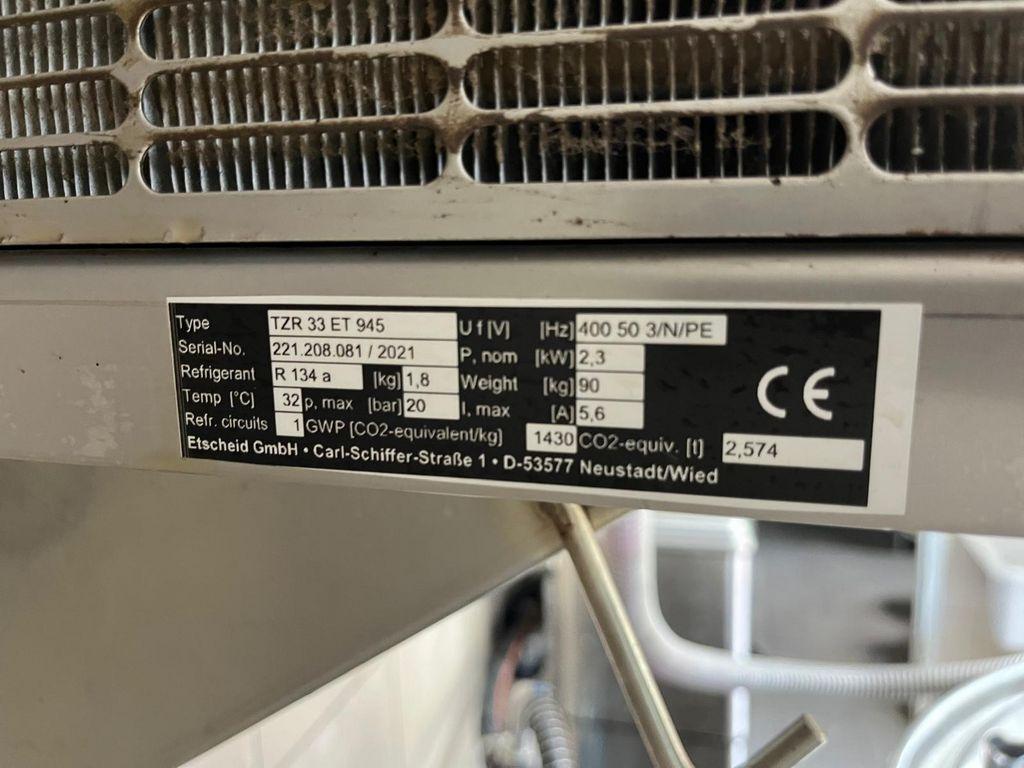 Type TZR 33 ET 945 U f [V] [Hz] 400 50 3/N/PE
Serial-No. 221.208.081 / 2021 P, nom [kW] 2,3
Refrigerant R 134 a [kg] 1,8 Weight [kg] 90
Temp [°C] 32 p, max [bar] 20 I, max [A] 5,6
Refr. circuits 1 GWP [CO2-equivalent/kg] 1430 CO2-equiv. [t] 2,574
Etscheid GmbH • Carl-Schiffer-Straße 1 • D-53577 Neustadt/Wied
CE